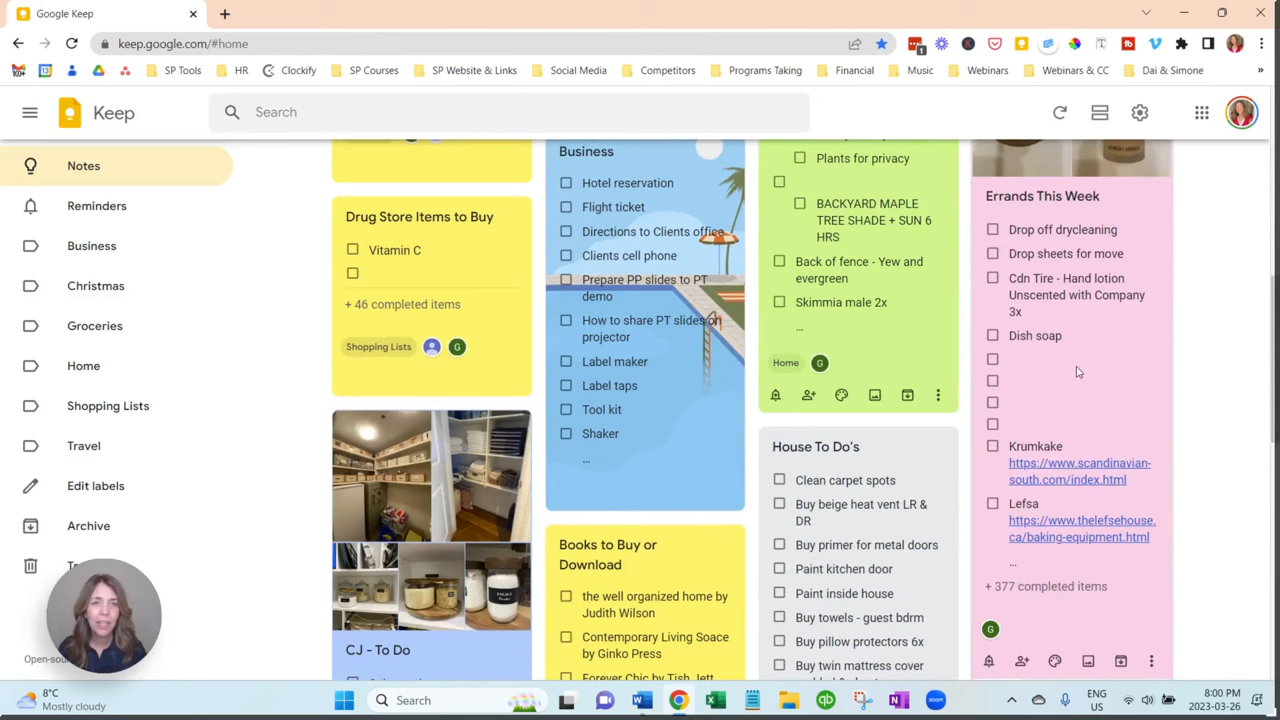 Google Keep
keep.google.com/#home
SP Tools
HR
Clockify
SP Courses
SP Website & Links
Social Media
Competitors
Programs Taking
Financial
Music
Webinars
Webinars & CC
Dai & Simone
»
Keep
Search
Notes
Reminders
Business
Christmas
Groceries
Home
Shopping Lists
Travel
Edit labels
Archive
Drug Store Items to Buy
Vitamin C
+ 46 completed items
Shopping Lists
G
CJ - To Do
Business
Hotel reservation
Flight ticket
Directions to Clients office
Clients cell phone
Prepare PP slides to PT
demo
How to share PT slides on
projector
Label maker
Label taps
Tool kit
Shaker
...
Books to Buy or
Download
the well organized home by
Judith Wilson
Contemporary Living Soace
by Ginko Press
Forever Chic by Tish Jett
Plants for privacy
BACKYARD MAPLE
TREE SHADE + SUN 6
HRS
Back of fence - Yew and
evergreen
Skimmia male 2x
...
Home
G
House To Do's
Clean carpet spots
Buy beige heat vent LR &
DR
Buy primer for metal doors
Paint kitchen door
Paint inside house
Buy towels - guest bdrm
Buy pillow protectors 6x
Buy twin mattress cover
Errands This Week
Drop off drycleaning
Drop sheets for move
Cdn Tire - Hand lotion
Unscented with Company
3x
Dish soap
Krumkake
https://www.scandinavian-
south.com/index.html
Lefsa
https://www.thelefsehouse.
ca/baking-equipment.html
...
+ 377 completed items
G
8°C
Mostly cloudy
Search
ENG
US
8:00 PM
2023-03-26